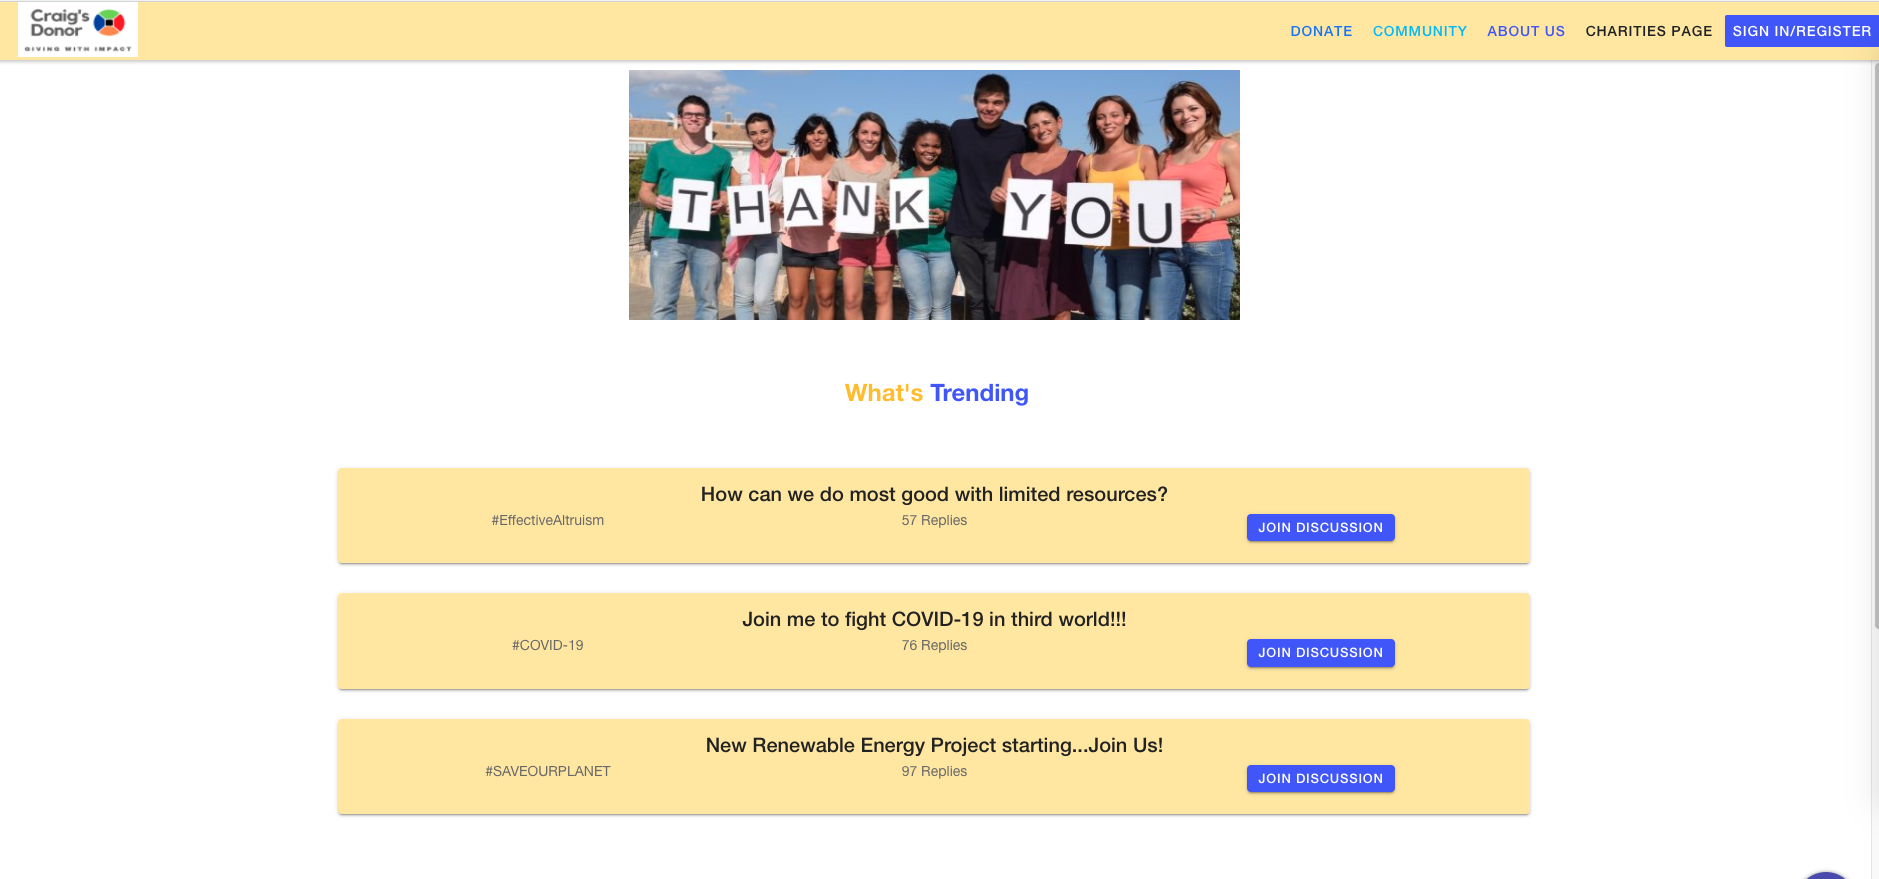 Craig's
Donor
GIVING WITH IMPACT
DONATE COMMUNITY ABOUT US CHARITIES PAGE SIGN IN/REGISTER
THANK YOU
What's Trending
How can we do most good with limited resources?
#EffectiveAltruism 57 Replies JOIN DISCUSSION
Join me to fight COVID-19 in third world!!!
#COVID-19 76 Replies JOIN DISCUSSION
New Renewable Energy Project starting...Join Us!
#SAVEOURPLANET 97 Replies JOIN DISCUSSION